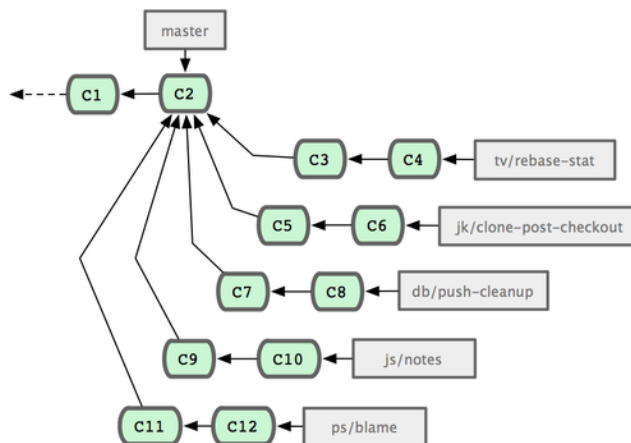 master
C1
C2
C3
C4
tv/rebase-stat
C5
C6
jk/clone-post-checkout
C7
C8
db/push-cleanup
C9
C10
js/notes
C11
C12
ps/blame